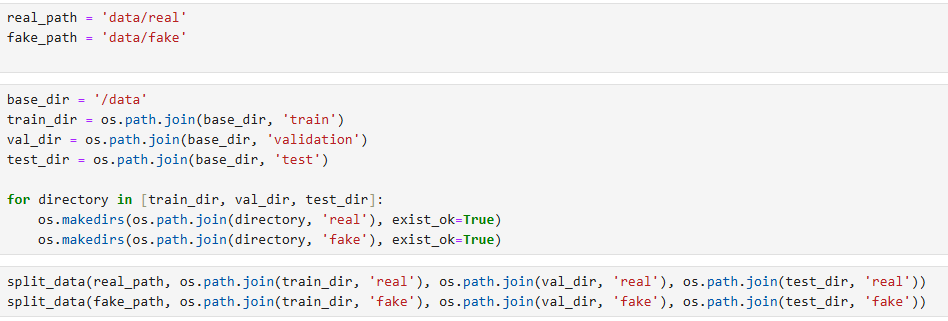 real_path = 'data/real'
fake_path = 'data/fake'
base_dir = '/data'
train_dir = os.path.join(base_dir, 'train')
val_dir = os.path.join(base_dir, 'validation')
test_dir = os.path.join(base_dir, 'test')
for directory in [train_dir, val_dir, test_dir]:
    os.makedirs(os.path.join(directory, 'real'), exist_ok=True)
    os.makedirs(os.path.join(directory, 'fake'), exist_ok=True)
split_data(real_path, os.path.join(train_dir, 'real'), os.path.join(val_dir, 'real'), os.path.join(test_dir, 'real'))
split_data(fake_path, os.path.join(train_dir, 'fake'), os.path.join(val_dir, 'fake'), os.path.join(test_dir, 'fake'))